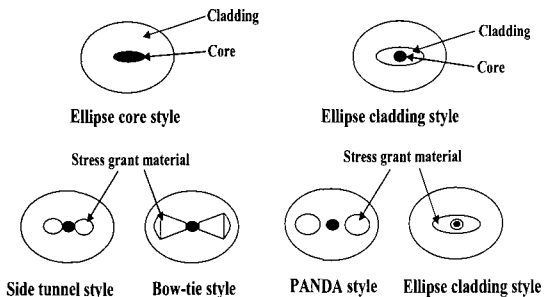 Cladding
Core
Ellipse core style
Cladding
Core
Ellipse cladding style
Stress grant material
Side tunnel style
Bow-tie style
Stress grant material
PANDA style
Ellipse cladding style